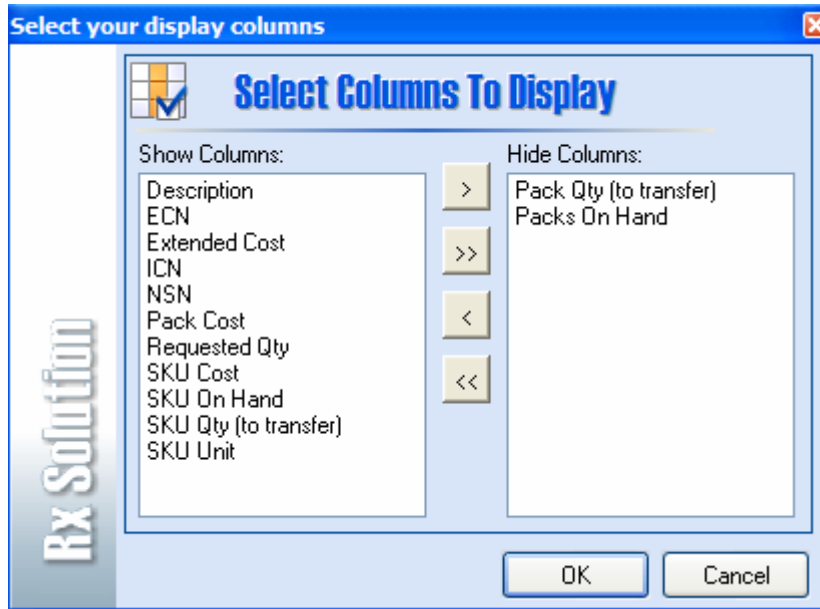 Select your display columns
Select Columns To Display
Show Columns:
Description
ECN
Extended Cost
ICN
NSN
Pack Cost
Requested Qty
SKU Cost
SKU On Hand
SKU Qty (to transfer)
SKU Unit
>
>>
<
<<
Hide Columns:
Pack Qty (to transfer)
Packs On Hand
Rx Solution
OK
Cancel